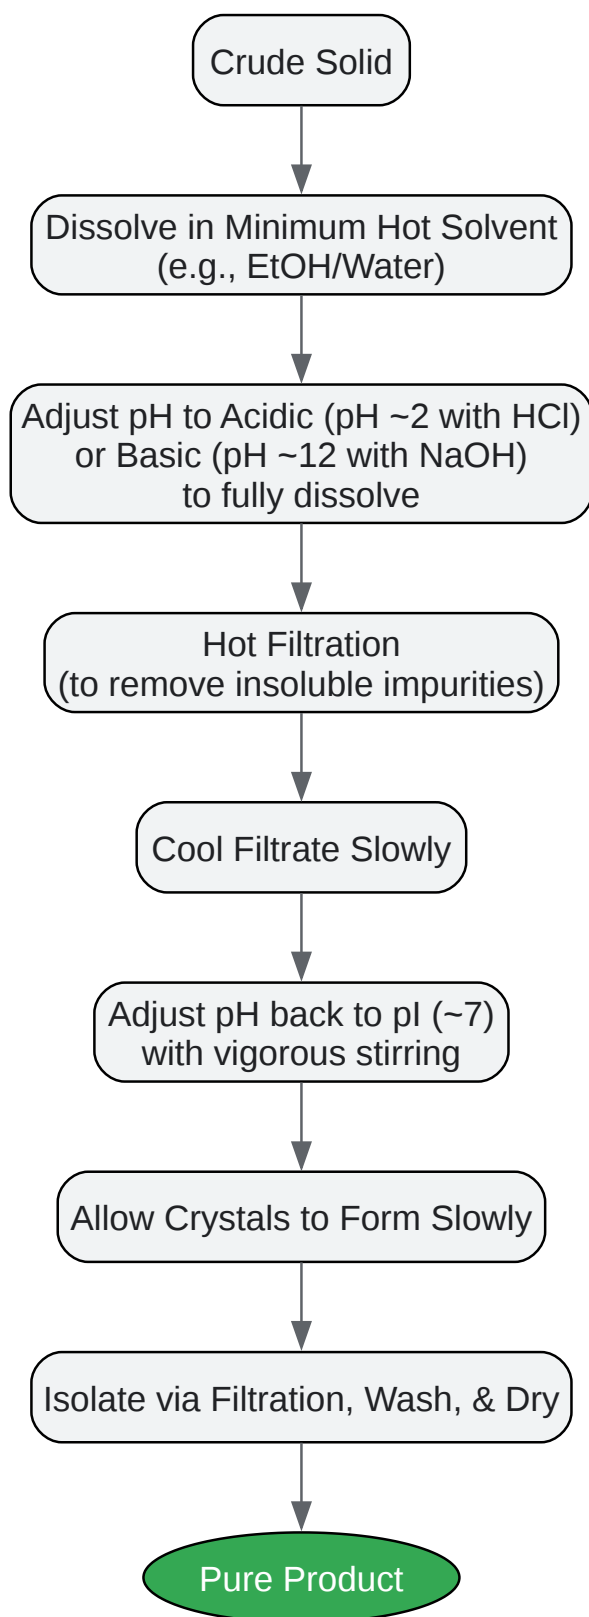 Crude Solid
Dissolve in Minimum Hot Solvent
(e.g., EtOH/Water)
Adjust pH to Acidic (pH ~2 with HCl)
or Basic (pH ~12 with NaOH)
to fully dissolve
Hot Filtration
(to remove insoluble impurities)
Cool Filtrate Slowly
Adjust pH back to pI (~7)
with vigorous stirring
Allow Crystals to Form Slowly
Isolate via Filtration, Wash, & Dry
Pure Product